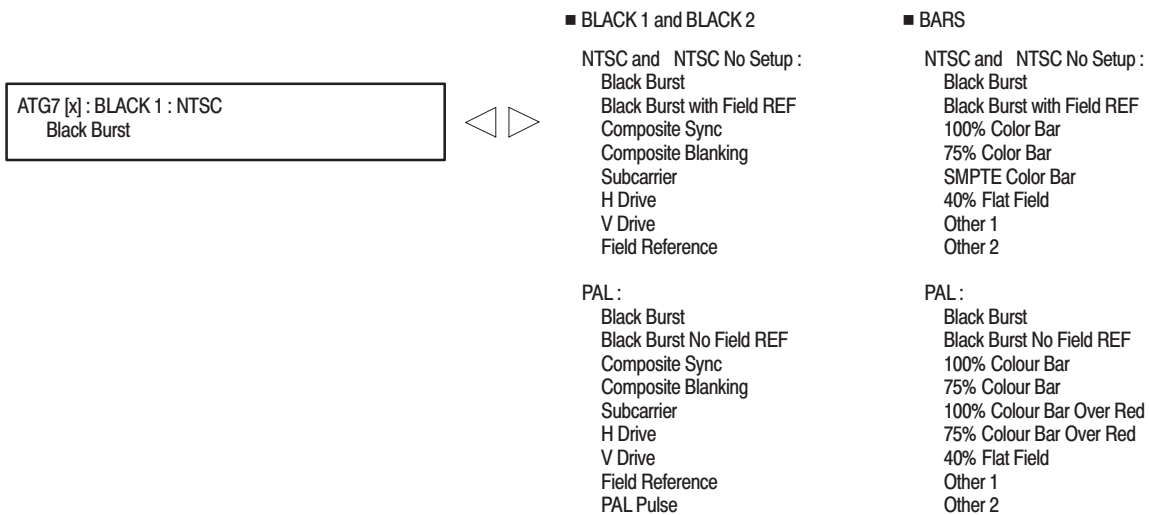 ATG7 [x] : BLACK 1 : NTSC
Black Burst
■ BLACK 1 and BLACK 2
NTSC and NTSC No Setup :
Black Burst
Black Burst with Field REF
Composite Sync
Composite Blanking
Subcarrier
H Drive
V Drive
Field Reference
PAL :
Black Burst
Black Burst No Field REF
Composite Sync
Composite Blanking
Subcarrier
H Drive
V Drive
Field Reference
PAL Pulse
■ BARS
NTSC and NTSC No Setup :
Black Burst
Black Burst with Field REF
100% Color Bar
75% Color Bar
SMPTE Color Bar
40% Flat Field
Other 1
Other 2
PAL :
Black Burst
Black Burst No Field REF
100% Colour Bar
75% Colour Bar
100% Colour Bar Over Red
75% Colour Bar Over Red
40% Flat Field
Other 1
Other 2